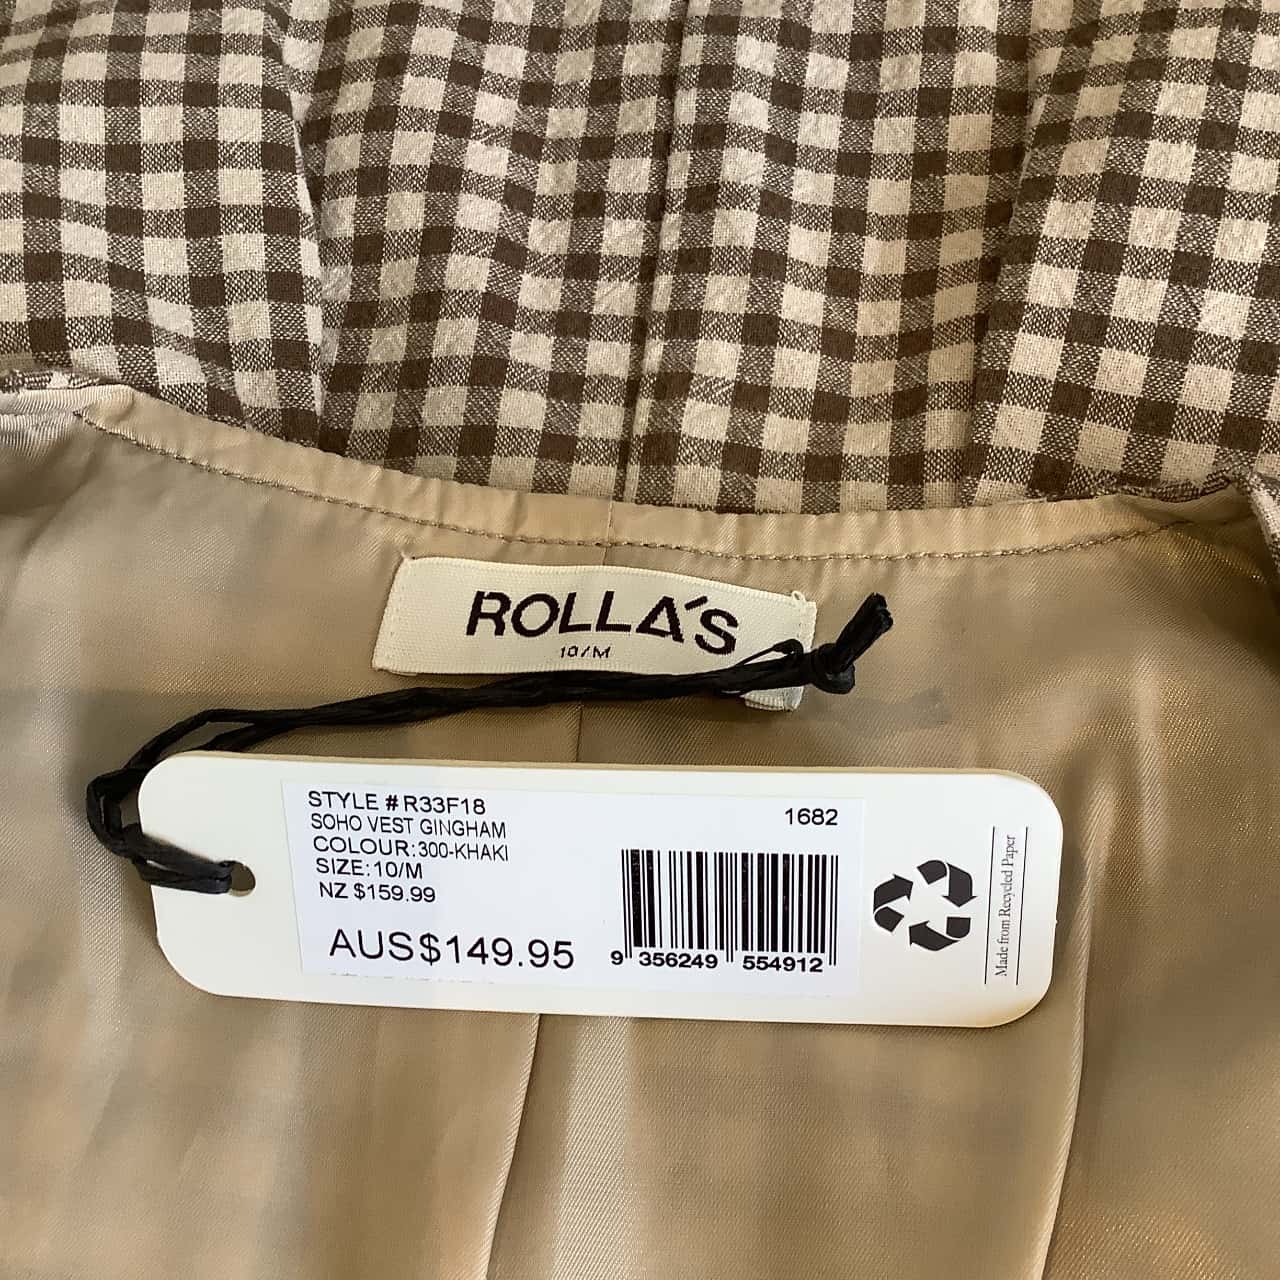 ROLLA'S
10/M
STYLE # R33F18
1682
SOHO VEST GINGHAM
COLOUR: 300-KHAKI
SIZE: 10/M
NZ $159.99
AUS $149.95
9 356249 554912
Made from Recycled Paper